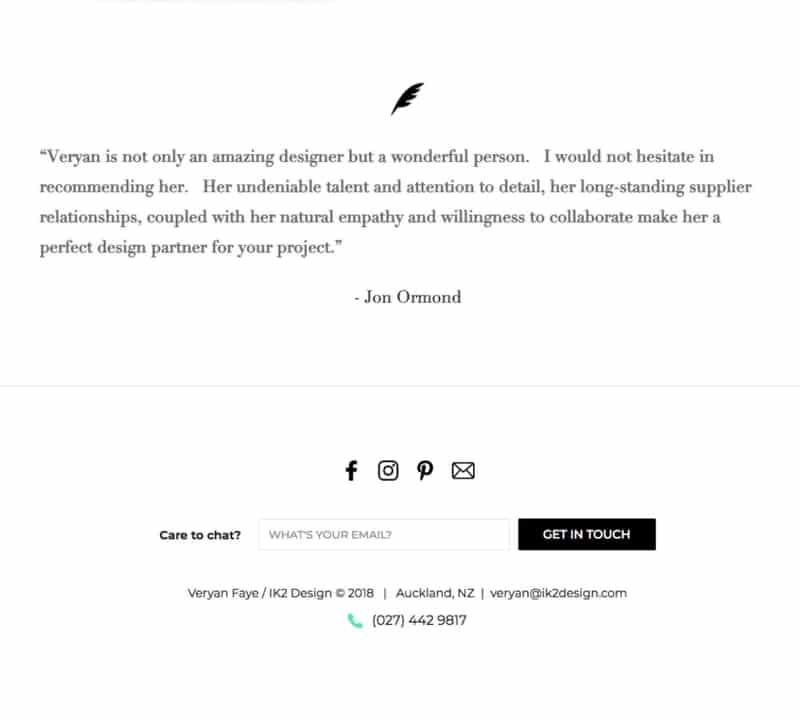 “Veryan is not only an amazing designer but a wonderful person.   I would not hesitate in
recommending her.   Her undeniable talent and attention to detail, her long-standing supplier
relationships, coupled with her natural empathy and willingness to collaborate make her a
perfect design partner for your project.”
- Jon Ormond
Care to chat? WHAT'S YOUR EMAIL? GET IN TOUCH
Veryan Faye / IK2 Design © 2018 | Auckland, NZ | veryan@ik2design.com
(027) 442 9817